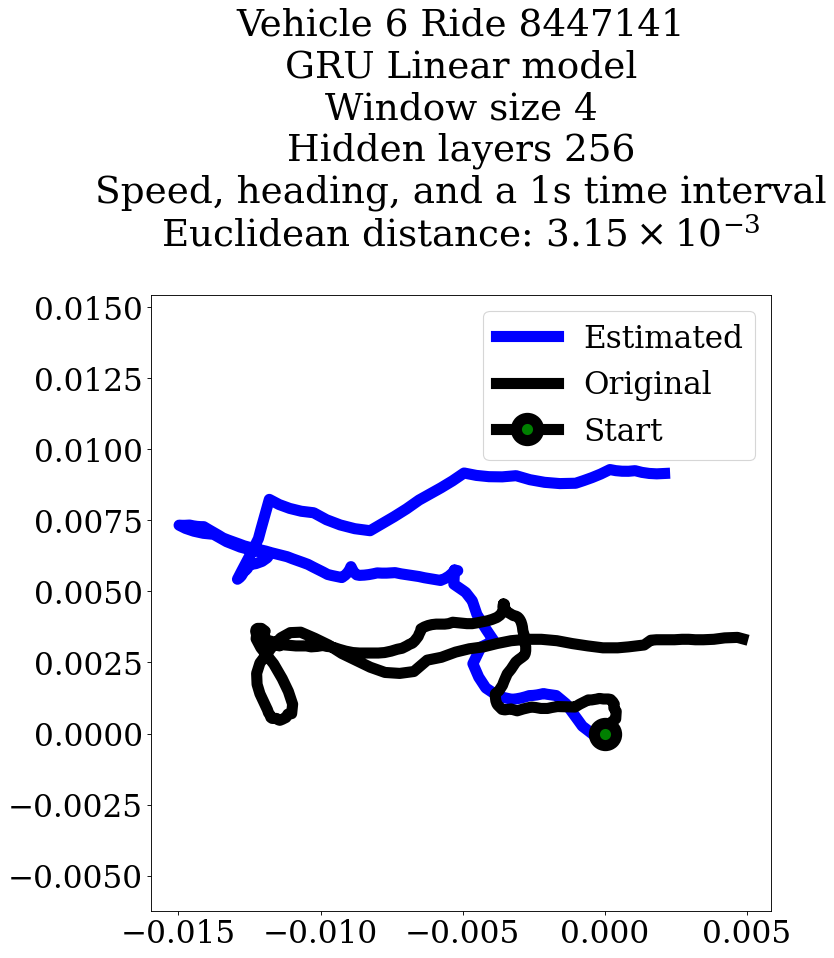 Vehicle 6 Ride 8447141
GRU Linear model
Window size 4
Hidden layers 256
Speed, heading, and a 1s time interval
Euclidean distance: 3.15 × 10⁻³
Estimated
Original
Start
0.0150
0.0125
0.0100
0.0075
0.0050
0.0025
0.0000
−0.0025
−0.0050
−0.015 −0.010 −0.005 0.000 0.005